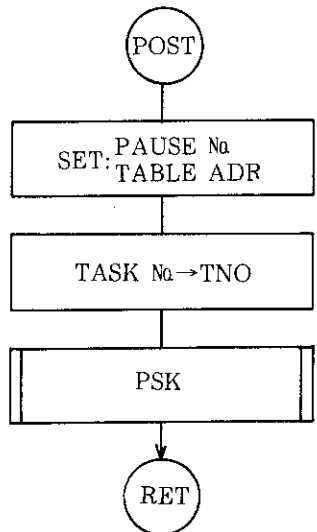 POST
SET: PAUSE №
TABLE ADR
TASK №→TNO
PSK
RET